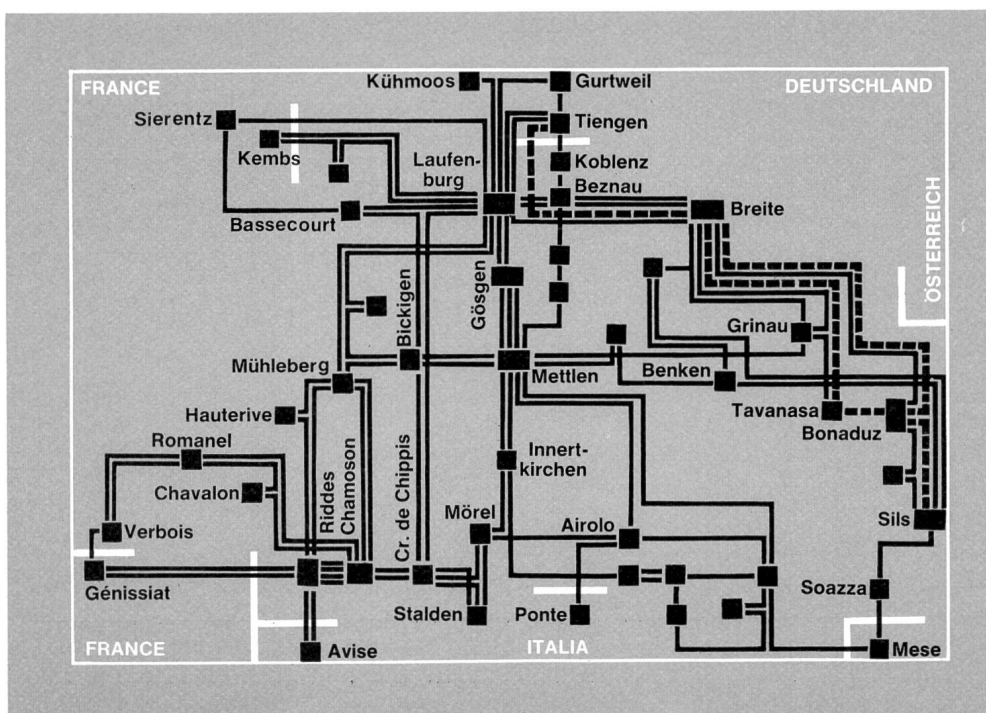 FRANCE
Kühmoos
Gurtweil
DEUTSCHLAND
Sierentz
Tiengen
Kembs
Laufen-
burg
Koblenz
Beznau
Bassecourt
Breite
ÖSTERREICH
Bickigen
Gösgen
Grinau
Mühleberg
Mettlen
Benken
Hauterive
Tavanasa
Bonaduz
Romanel
Innert-
kirchen
Chavalon
Riddes
Chamoson
Cr. de Chippis
Mörel
Airolo
Sils
Verbois
Génissiat
Stalden
Ponte
Soazza
FRANCE
Avise
ITALIA
Mese